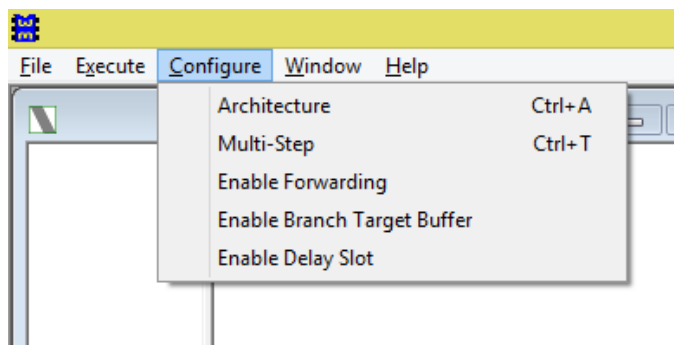 File Execute Configure Window Help
Architecture Ctrl+A
Multi-Step Ctrl+T
Enable Forwarding
Enable Branch Target Buffer
Enable Delay Slot